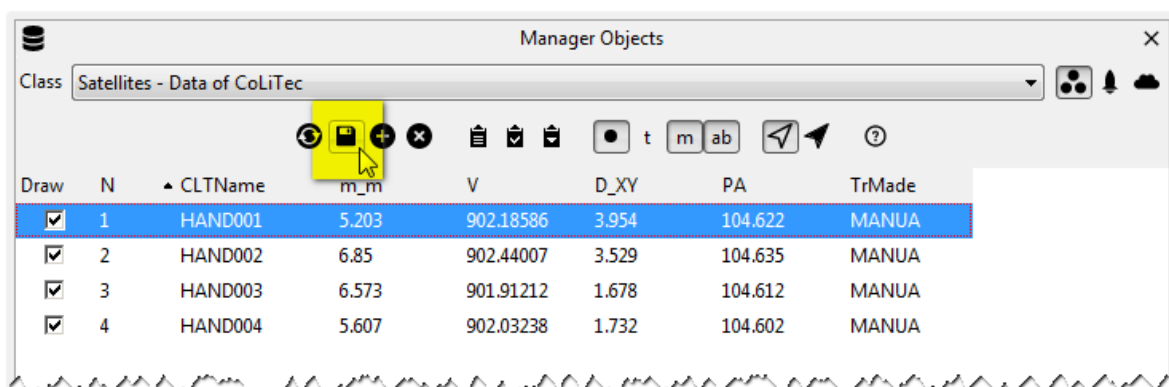 Manager Objects
Class Satellites - Data of CoLiTec
t m ab
Draw N CLTName m_m V D_XY PA TrMade
1 HAND001 5.203 902.18586 3.954 104.622 MANUA
2 HAND002 6.85 902.44007 3.529 104.635 MANUA
3 HAND003 6.573 901.91212 1.678 104.612 MANUA
4 HAND004 5.607 902.03238 1.732 104.602 MANUA